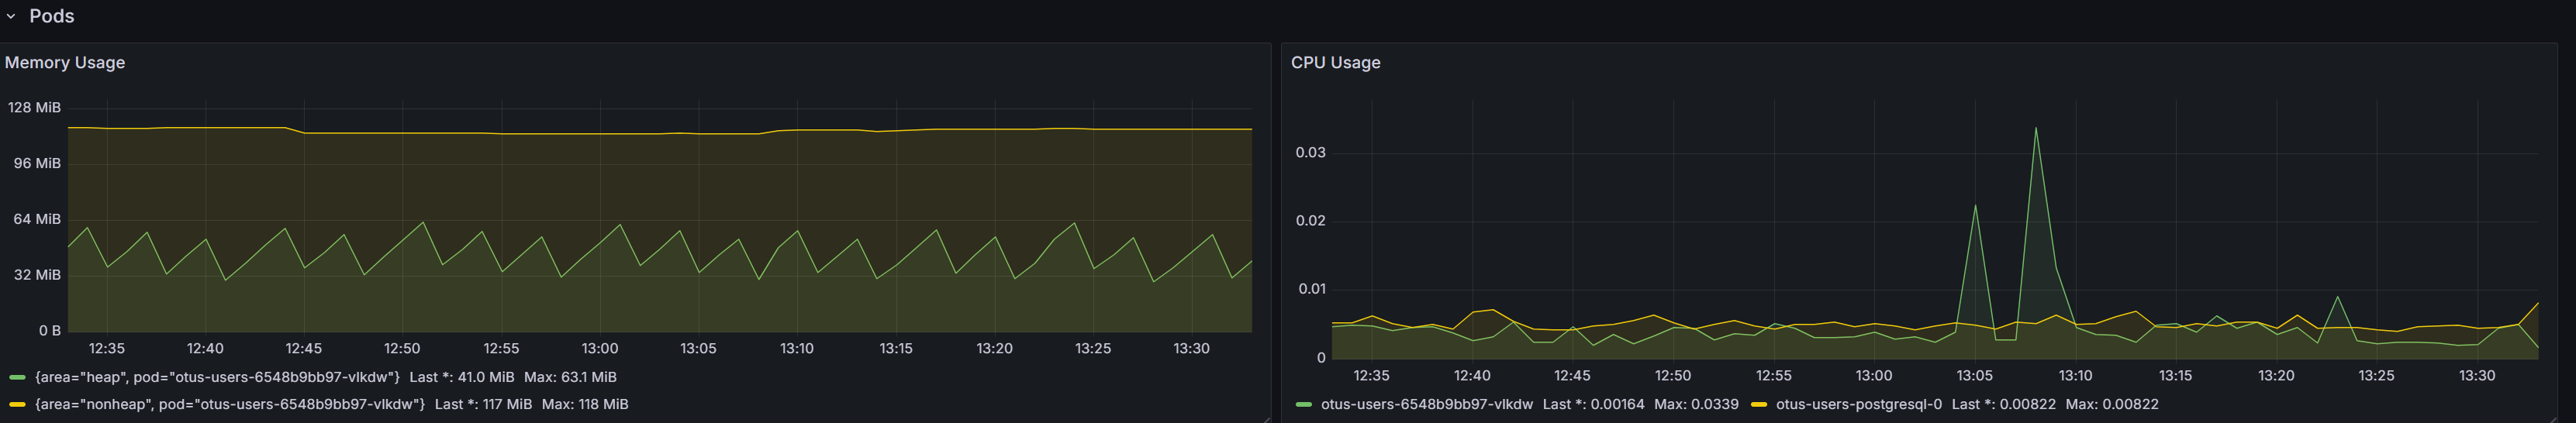 Pods
Memory Usage
128 MiB
96 MiB
64 MiB
32 MiB
0 B
12:35 12:40 12:45 12:50 12:55 13:00 13:05 13:10 13:15 13:20 13:25 13:30
{area="heap", pod="otus-users-6548b9bb97-vlkdw"} Last *: 41.0 MiB Max: 63.1 MiB
{area="nonheap", pod="otus-users-6548b9bb97-vlkdw"} Last *: 117 MiB Max: 118 MiB
CPU Usage
0.03
0.02
0.01
0
12:35 12:40 12:45 12:50 12:55 13:00 13:05 13:10 13:15 13:20 13:25 13:30
otus-users-6548b9bb97-vlkdw Last *: 0.00164 Max: 0.0339 otus-users-postgresql-0 Last *: 0.00822 Max: 0.00822